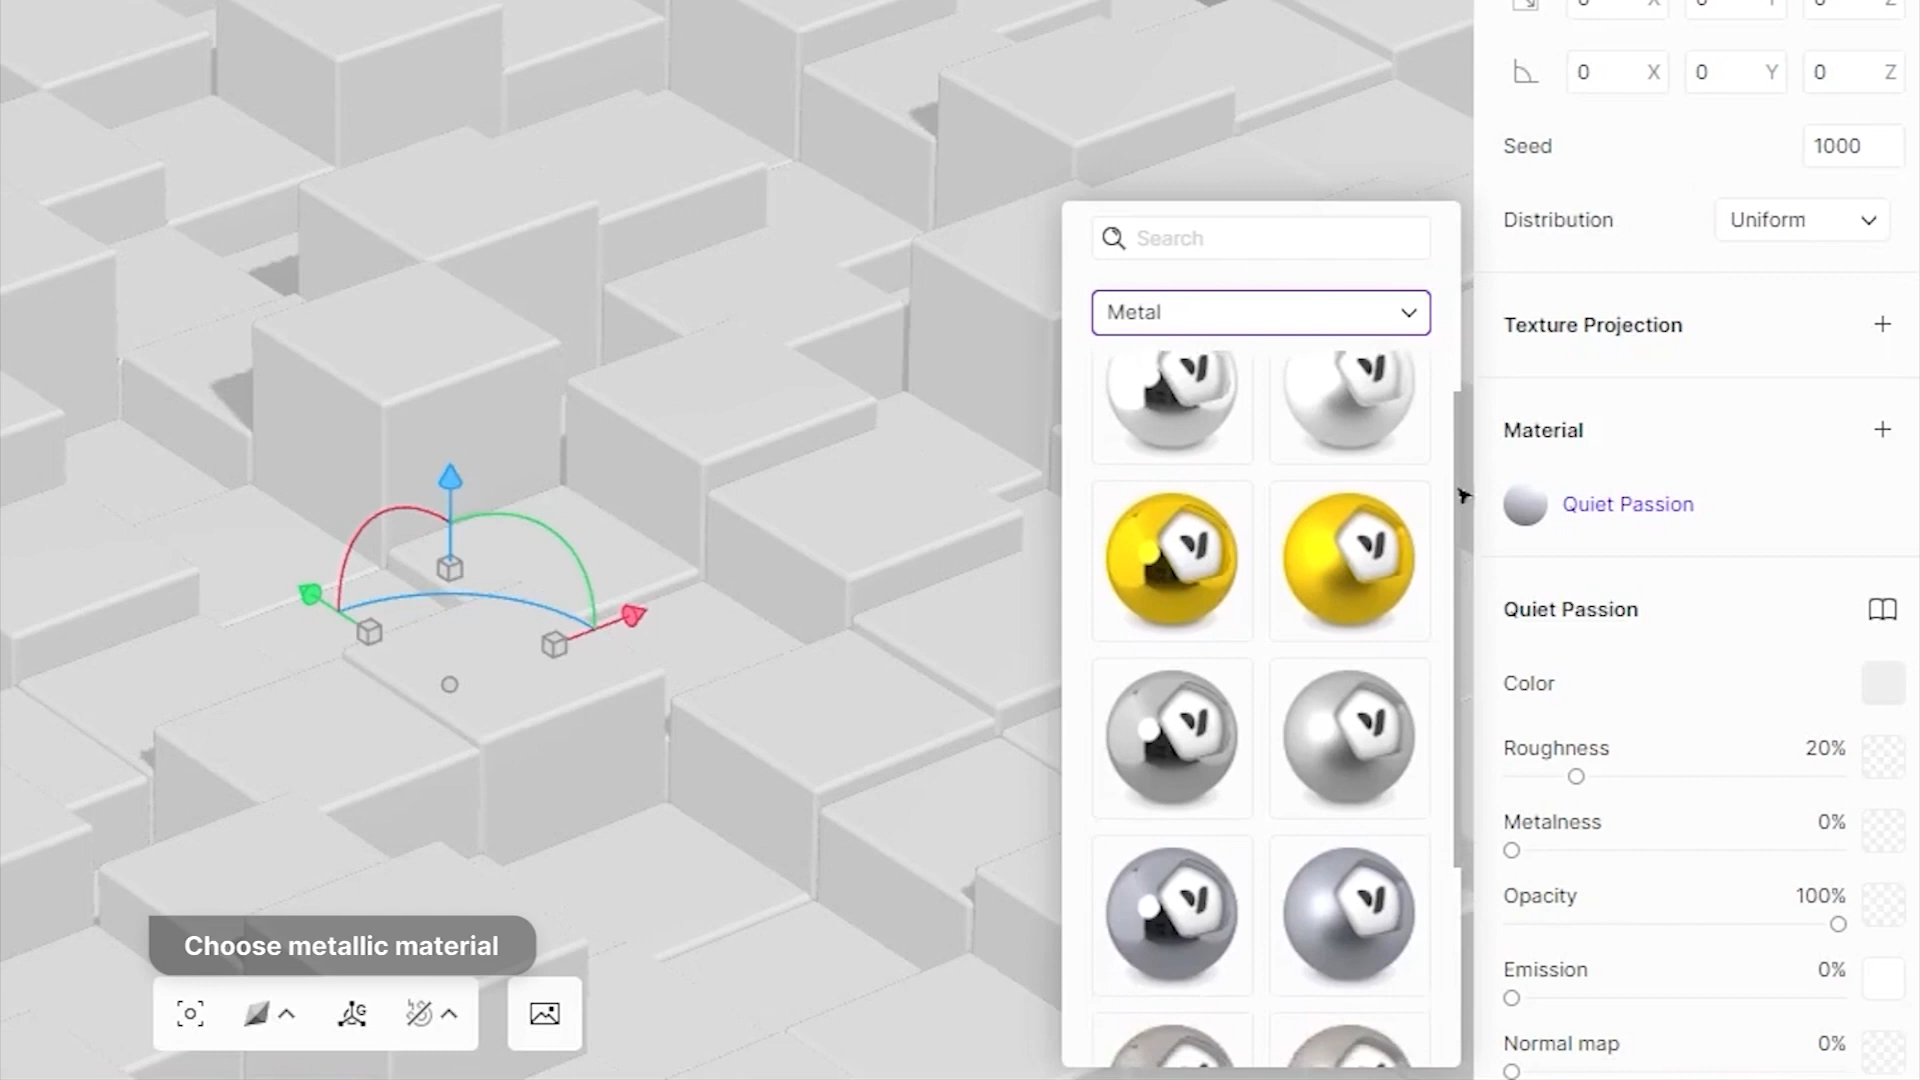 X Y Z
0 X 0 Y 0 Z
Seed 1000
Distribution Uniform
Search
Metal
Texture Projection
Material
Quiet Passion
Quiet Passion
Color
Roughness 20%
Metalness 0%
Opacity 100%
Emission 0%
Normal map 0%
Choose metallic material